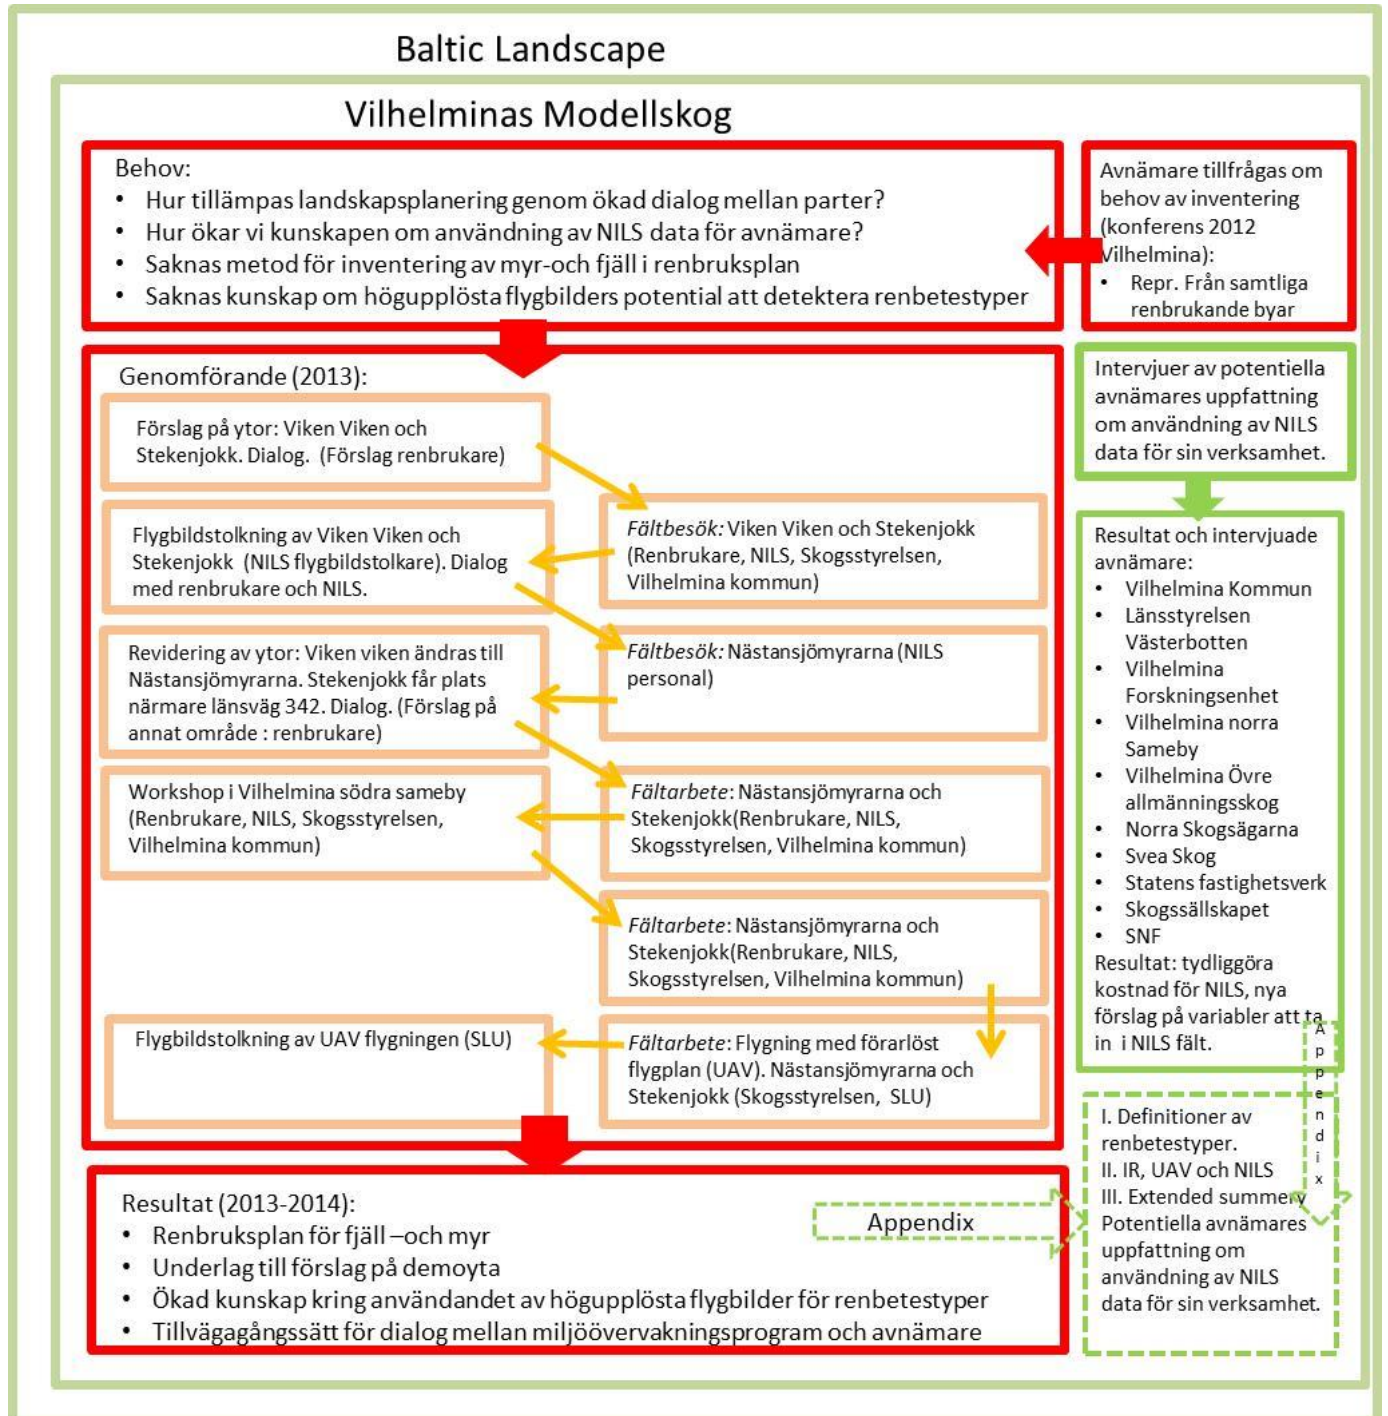 Baltic Landscape
Vilhelminas Modellskog
Behov:
• Hur tillämpas landskapsplanering genom ökad dialog mellan parter?
• Hur ökar vi kunskapen om användning av NILS data för avnämare?
• Saknas metod för inventering av myr-och fjäll i renbruksplan
• Saknas kunskap om högupplösta flygbilders potential att detektera renbetestyper
Avnämare tillfrågas om
behov av inventering
(konferens 2012
Vilhelmina):
• Repr. Från samtliga
renbrukande byar
Genomförande (2013):
Förslag på ytor: Viken Viken och
Stekenjokk. Dialog. (Förslag renbrukare)
Fältbesök: Viken Viken och Stekenjokk
(Renbrukare, NILS, Skogsstyrelsen,
Vilhelmina kommun)
Flygbildstolkning av Viken Viken och
Stekenjokk (NILS flygbildstolkare). Dialog
med renbrukare och NILS.
Fältbesök: Nästansjömyrarna (NILS
personal)
Revidering av ytor: Viken viken ändras till
Nästansjömyrarna. Stekenjokk får plats
närmare länsväg 342. Dialog. (Förslag på
annat område : renbrukare)
Fältarbete: Nästansjömyrarna och
Stekenjokk(Renbrukare, NILS,
Skogsstyrelsen, Vilhelmina kommun)
Workshop i Vilhelmina södra sameby
(Renbrukare, NILS, Skogsstyrelsen,
Vilhelmina kommun)
Fältarbete: Nästansjömyrarna och
Stekenjokk(Renbrukare, NILS,
Skogsstyrelsen, Vilhelmina kommun)
Fältarbete: Flygning med förarlöst
flygplan (UAV). Nästansjömyrarna och
Stekenjokk (Skogsstyrelsen, SLU)
Flygbildstolkning av UAV flygningen (SLU)
Intervjuer av potentiella
avnämares uppfattning
om användning av NILS
data för sin verksamhet.
Resultat och intervjuade
avnämare:
• Vilhelmina Kommun
• Länsstyrelsen
Västerbotten
• Vilhelmina
Forskningsenhet
• Vilhelmina norra
Sameby
• Vilhelmina Övre
allmänningsskog
• Norra Skogsägarna
• Svea Skog
• Statens fastighetsverk
• Skogssällskapet
• SNF
Resultat: tydliggöra
kostnad för NILS, nya
förslag på variabler att ta
in i NILS fält.
Appendix
Resultat (2013-2014):
• Renbruksplan för fjäll –och myr
• Underlag till förslag på demoyta
• Ökad kunskap kring användandet av högupplösta flygbilder för renbetestyper
• Tillvägagångssätt för dialog mellan miljöövervakningsprogram och avnämare
Appendix
I. Definitioner av
renbetestyper.
II. IR, UAV och NILS
III. Extended summery
Potentiella avnämares
uppfattning om
användning av NILS
data för sin verksamhet.